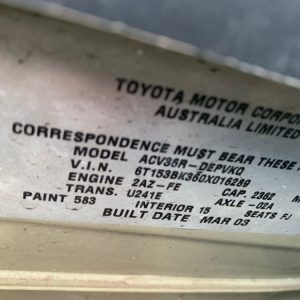 TOYOTA MOTOR CORPO
AUSTRALIA LIMITED
CORRESPONDENCE MUST BEAR THESE
MODEL ACV36R-DEPVKQ
V.I.N. 6T153BK360X016289
ENGINE 2AZ-FE CAP. 2362
TRANS. U241E AXLE -02A
PAINT 583 INTERIOR 15 SEATS FJ
BUILT DATE MAR 03